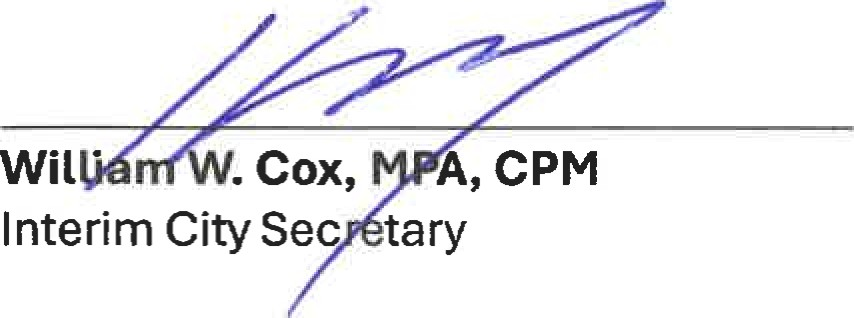 William W. Cox, MPA, CPM
Interim City Secretary